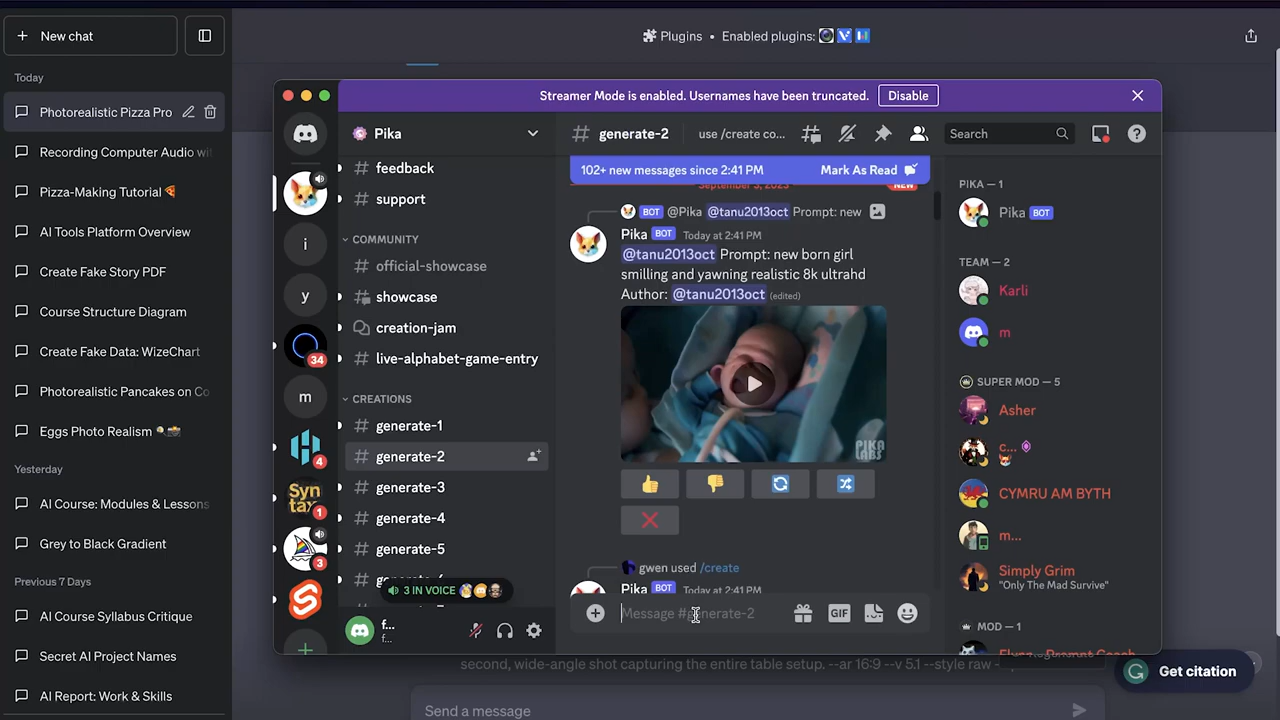 New chat
Today
Photorealistic Pizza Pro
Recording Computer Audio wi
Pizza-Making Tutorial 🍕
AI Tools Platform Overview
Create Fake Story PDF
Course Structure Diagram
Create Fake Data: WizeChart
Photorealistic Pancakes on Co
Eggs Photo Realism 🍳📸
Yesterday
AI Course: Modules & Lessons
Grey to Black Gradient
Previous 7 Days
AI Course Syllabus Critique
Secret AI Project Names
AI Report: Work & Skills
Plugins • Enabled plugins:
Streamer Mode is enabled. Usernames have been truncated. Disable
34
m
4
Syn
tax
1
3
i
y
Pika
feedback
support
COMMUNITY
# official-showcase
# showcase
creation-jam
# live-alphabet-game-entry
CREATIONS
# generate-1
# generate-2
# generate-3
# generate-4
# generate-5
3 IN VOICE
f...
f...
# generate-2 use /create co...
Search
102+ new messages since 2:41 PM Mark As Read
September 3, 2023 NEW
BOT @Pika @tanu2013oct Prompt: new
Pika BOT Today at 2:41 PM
@tanu2013oct Prompt: new born girl
smilling and yawning realistic 8k ultrahd
Author: @tanu2013oct (edited)
PIKA
LABS
gwen used /create
Pika BOT Today at 2:41 PM
Message #generate-2
GIF
PIKA — 1
Pika BOT
TEAM — 2
Karli
m
SUPER MOD — 5
Asher
c...
CYMRU AM BYTH
m...
Simply Grim
"Only The Mad Survive"
MOD — 1
second, wide-angle shot capturing the entire table setup. --ar 16:9 --v 5.1 --style raw
Get citation
Send a message